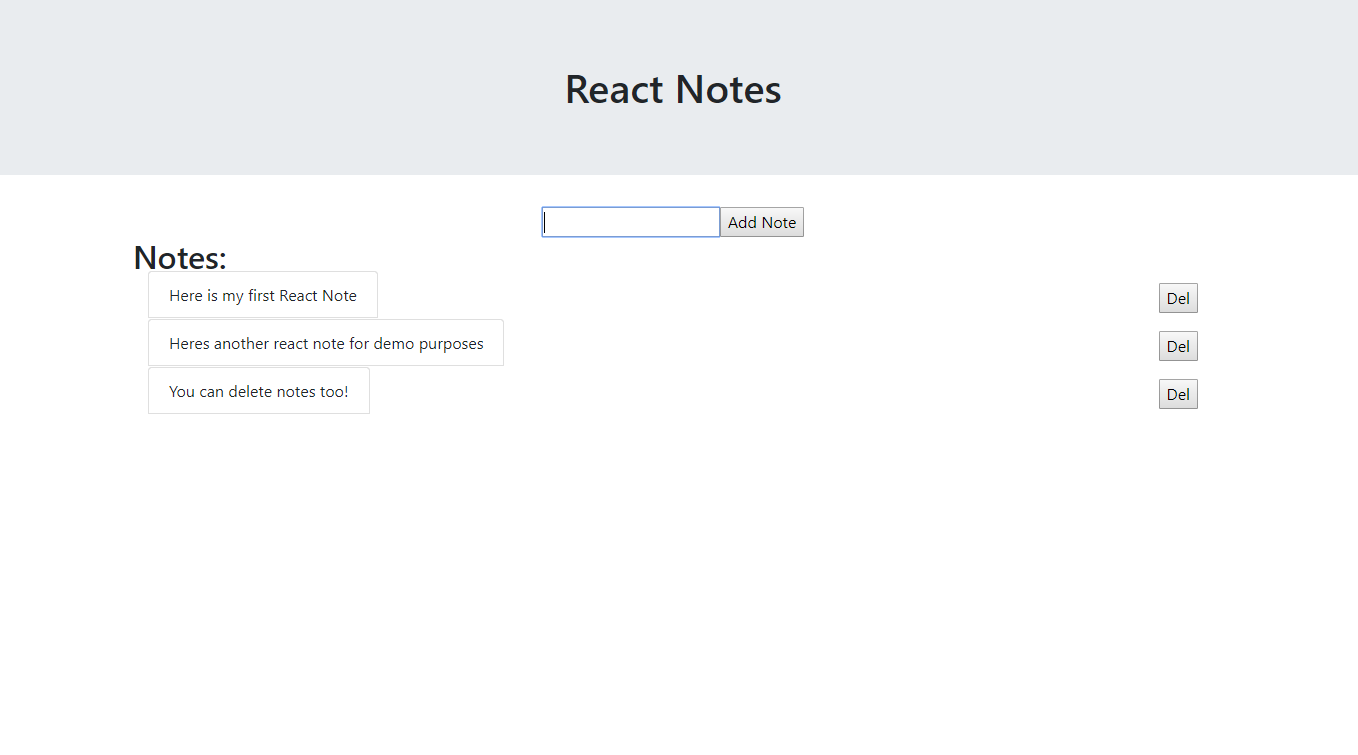 React Notes
Add Note
Notes:
Here is my first React Note
Del
Heres another react note for demo purposes
Del
You can delete notes too!
Del